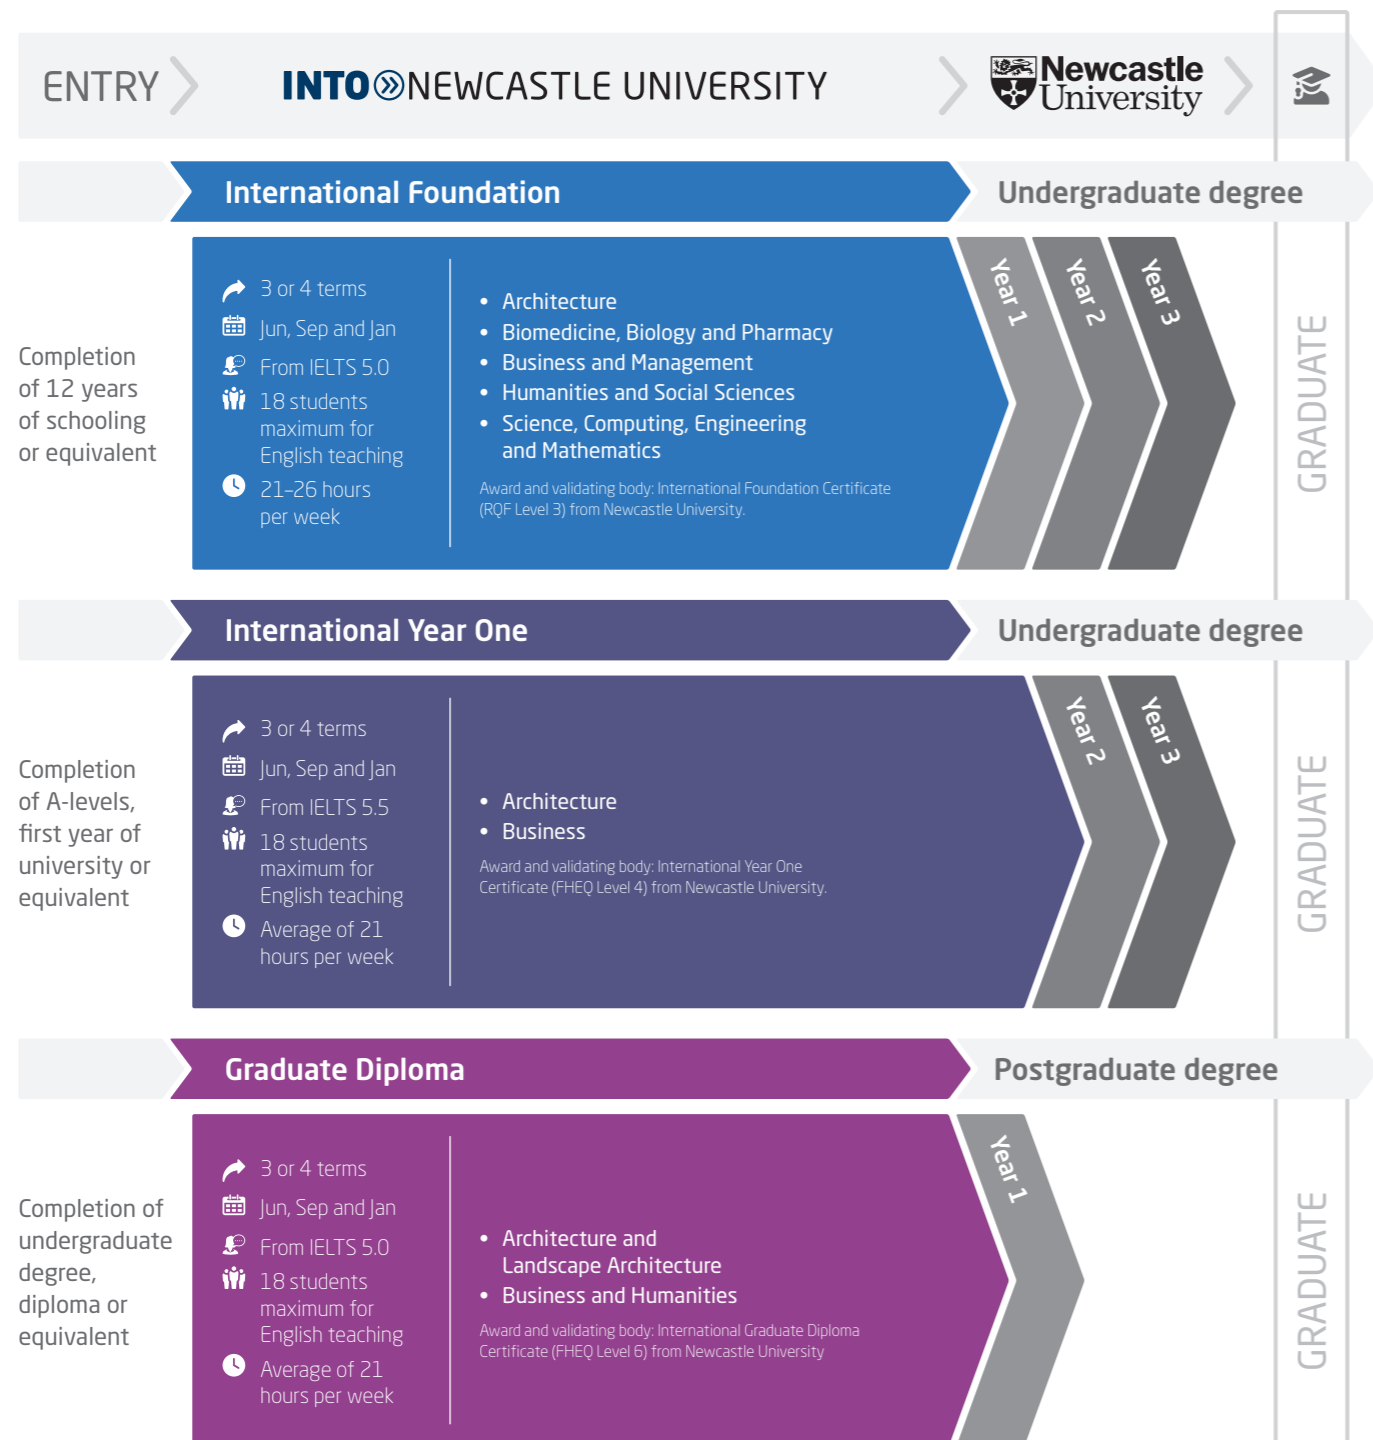 ENTRY
INTO NEWCASTLE UNIVERSITY
Newcastle
University
International Foundation
Undergraduate degree
Completion
of 12 years
of schooling
or equivalent
3 or 4 terms
Jun, Sep and Jan
From IELTS 5.0
18 students
maximum for
English teaching
21–26 hours
per week
• Architecture
• Biomedicine, Biology and Pharmacy
• Business and Management
• Humanities and Social Sciences
• Science, Computing, Engineering
and Mathematics
Award and validating body: International Foundation Certificate
(RQF Level 3) from Newcastle University.
Year 1
Year 2
Year 3
GRADUATE
International Year One
Undergraduate degree
Completion
of A-levels,
first year of
university or
equivalent
3 or 4 terms
Jun, Sep and Jan
From IELTS 5.5
18 students
maximum for
English teaching
Average of 21
hours per week
• Architecture
• Business
Award and validating body: International Year One
Certificate (FHEQ Level 4) from Newcastle University.
Year 2
Year 3
GRADUATE
Graduate Diploma
Postgraduate degree
Completion of
undergraduate
degree,
diploma or
equivalent
3 or 4 terms
Jun, Sep and Jan
From IELTS 5.0
18 students
maximum for
English teaching
Average of 21
hours per week
• Architecture and
Landscape Architecture
• Business and Humanities
Award and validating body: International Graduate Diploma
Certificate (FHEQ Level 6) from Newcastle University
Year 1
GRADUATE